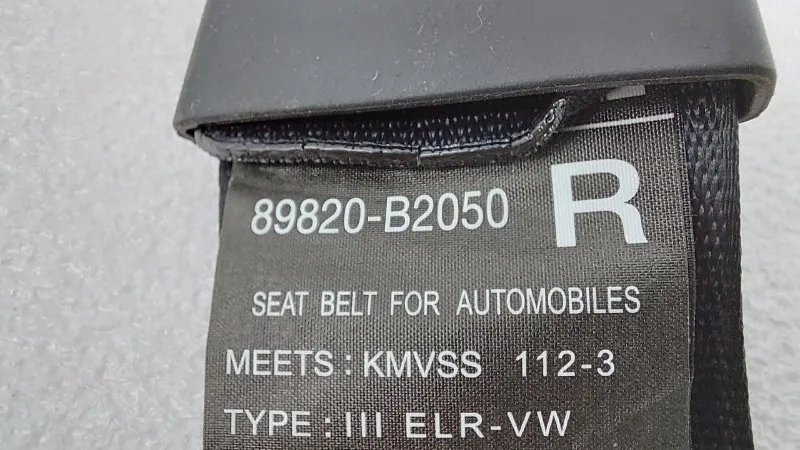 89820-B2050 R
SEAT BELT FOR AUTOMOBILES
MEETS : KMVSS 112-3
TYPE : III ELR-VW